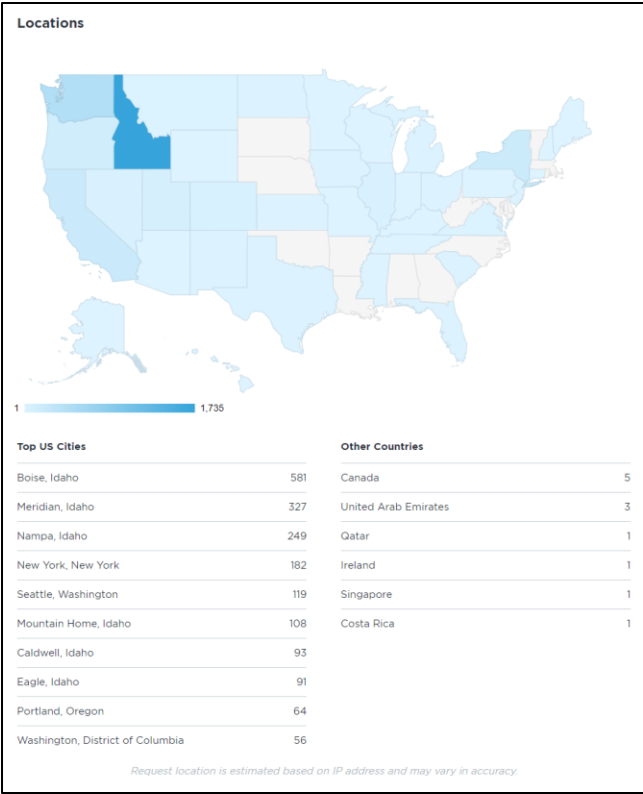 Locations
1 1,735
Top US Cities
Boise, Idaho 581
Meridian, Idaho 327
Nampa, Idaho 249
New York, New York 182
Seattle, Washington 119
Mountain Home, Idaho 108
Caldwell, Idaho 93
Eagle, Idaho 91
Portland, Oregon 64
Washington, District of Columbia 56
Other Countries
Canada 5
United Arab Emirates 3
Qatar 1
Ireland 1
Singapore 1
Costa Rica 1
Request location is estimated based on IP address and may vary in accuracy.